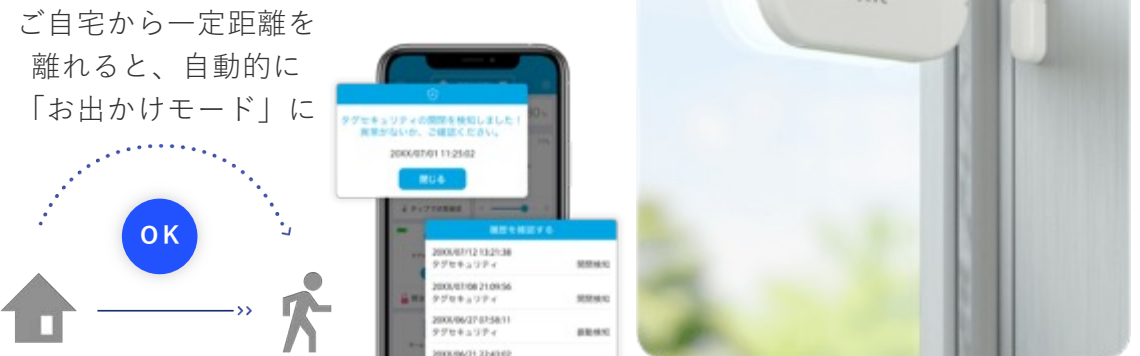 ご自宅から一定距離を
離れると、自動的に
「お出かけモード」に
OK
タグセキュリティの開閉を検知しました！
異常がないか、ご確認ください。
20XX/07/01 11:25:02
閉じる
履歴を確認する
20XX/07/12 13:21:38
タグセキュリティ 開閉検知
20XX/07/08 21:09:56
タグセキュリティ 開閉検知
20XX/06/27 07:58:11
タグセキュリティ 振動検知
20XX/06/21 22:43:02